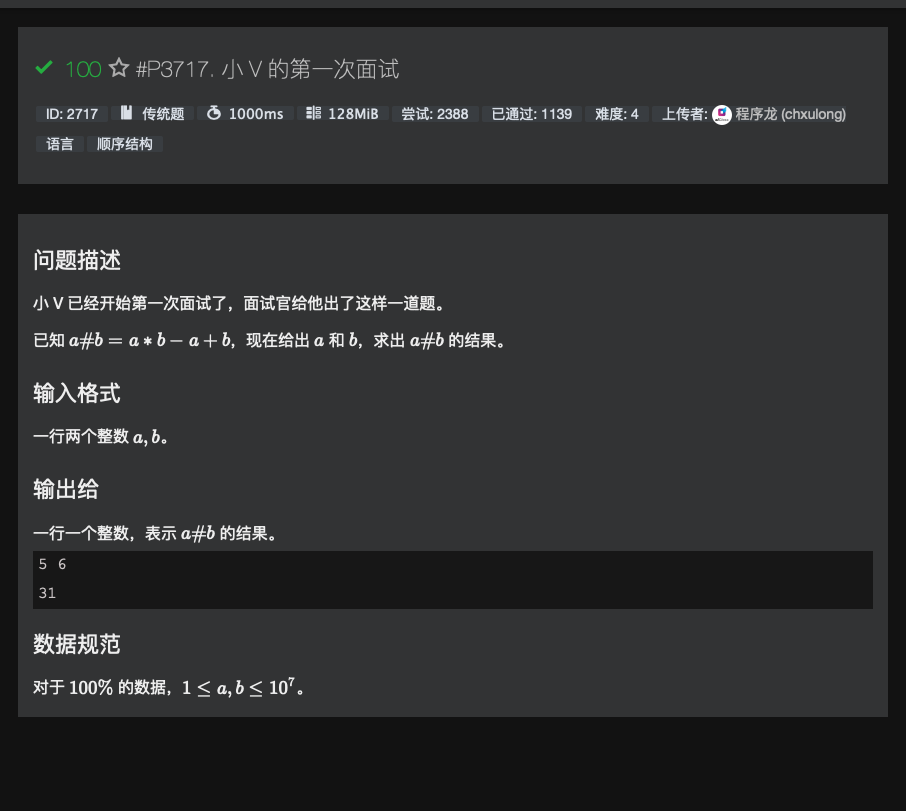 100 #P3717. 小 V 的第一次面试
ID: 2717 传统题 1000ms 128MiB 尝试: 2388 已通过: 1139 难度: 4 上传者: 程序龙 (chxulong)
语言 顺序结构
问题描述
小 V 已经开始第一次面试了，面试官给他出了这样一道题。
已知 a#b = a * b − a + b，现在给出 a 和 b，求出 a#b 的结果。
输入格式
一行两个整数 a, b。
输出给
一行一个整数，表示 a#b 的结果。
5 6
31
数据规范
对于 100% 的数据，1 ≤ a, b ≤ 10⁷。